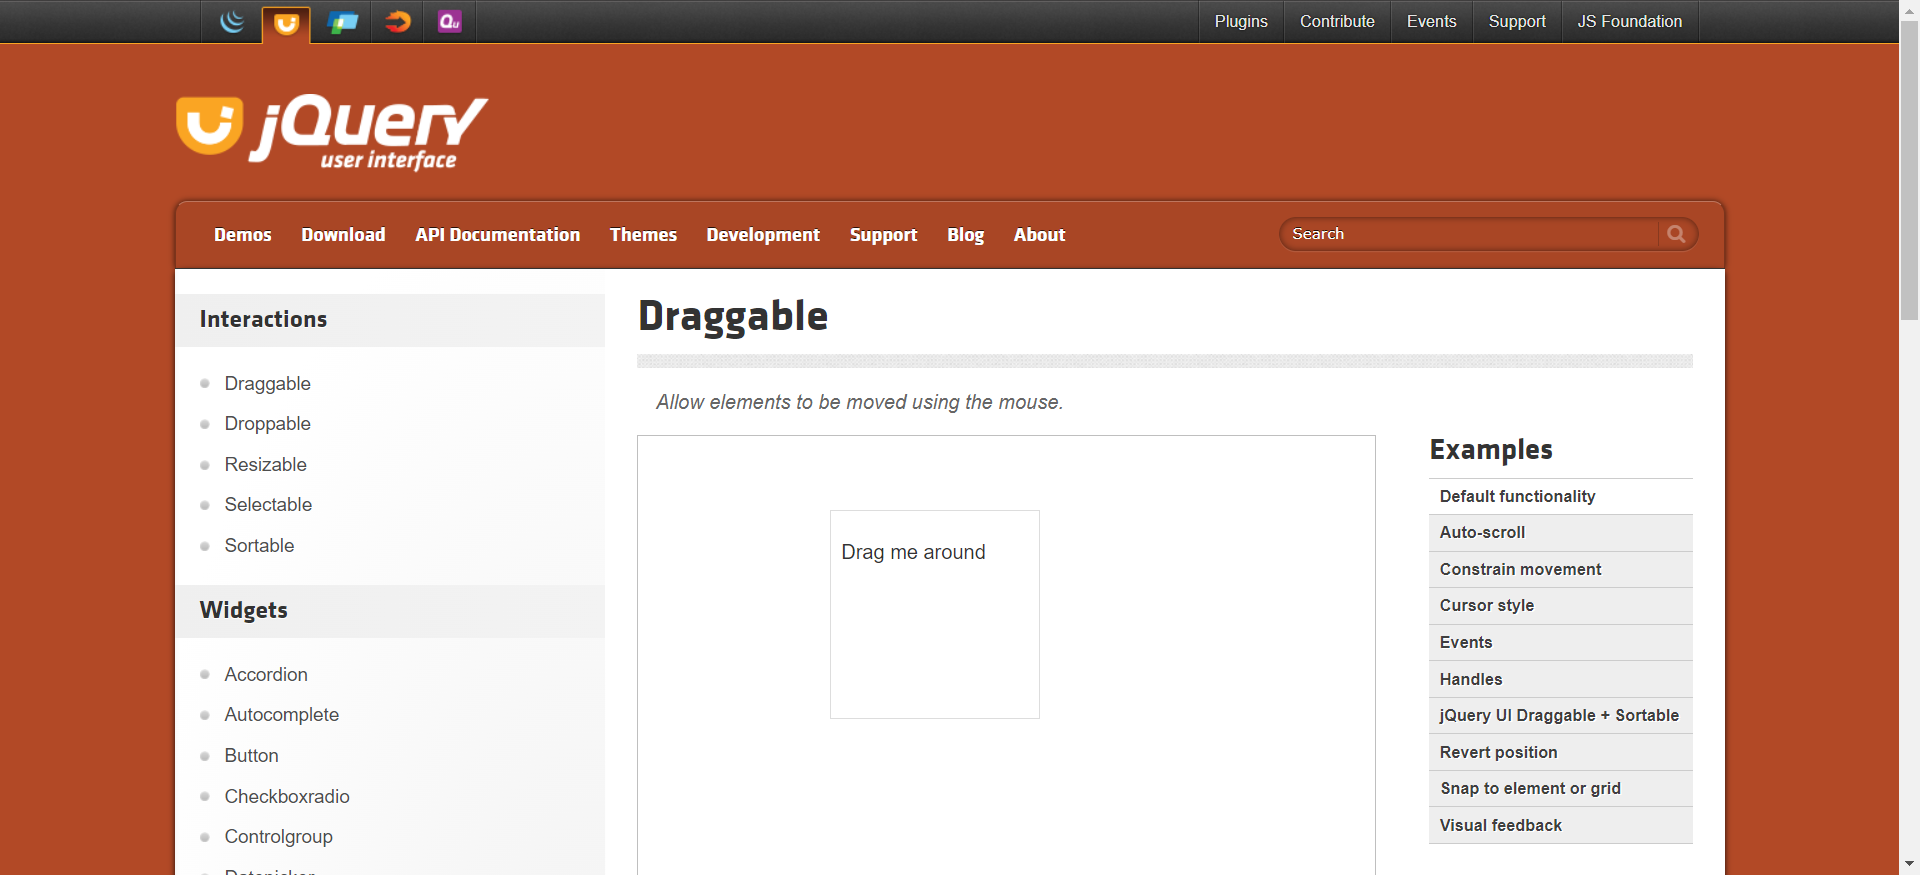 Qu
Plugins Contribute Events Support JS Foundation
jQuery
user interface
Demos Download API Documentation Themes Development Support Blog About Search
Interactions
Draggable
Droppable
Resizable
Selectable
Sortable
Widgets
Accordion
Autocomplete
Button
Checkboxradio
Controlgroup
Draggable
Allow elements to be moved using the mouse.
Drag me around
Examples
Default functionality
Auto-scroll
Constrain movement
Cursor style
Events
Handles
jQuery UI Draggable + Sortable
Revert position
Snap to element or grid
Visual feedback